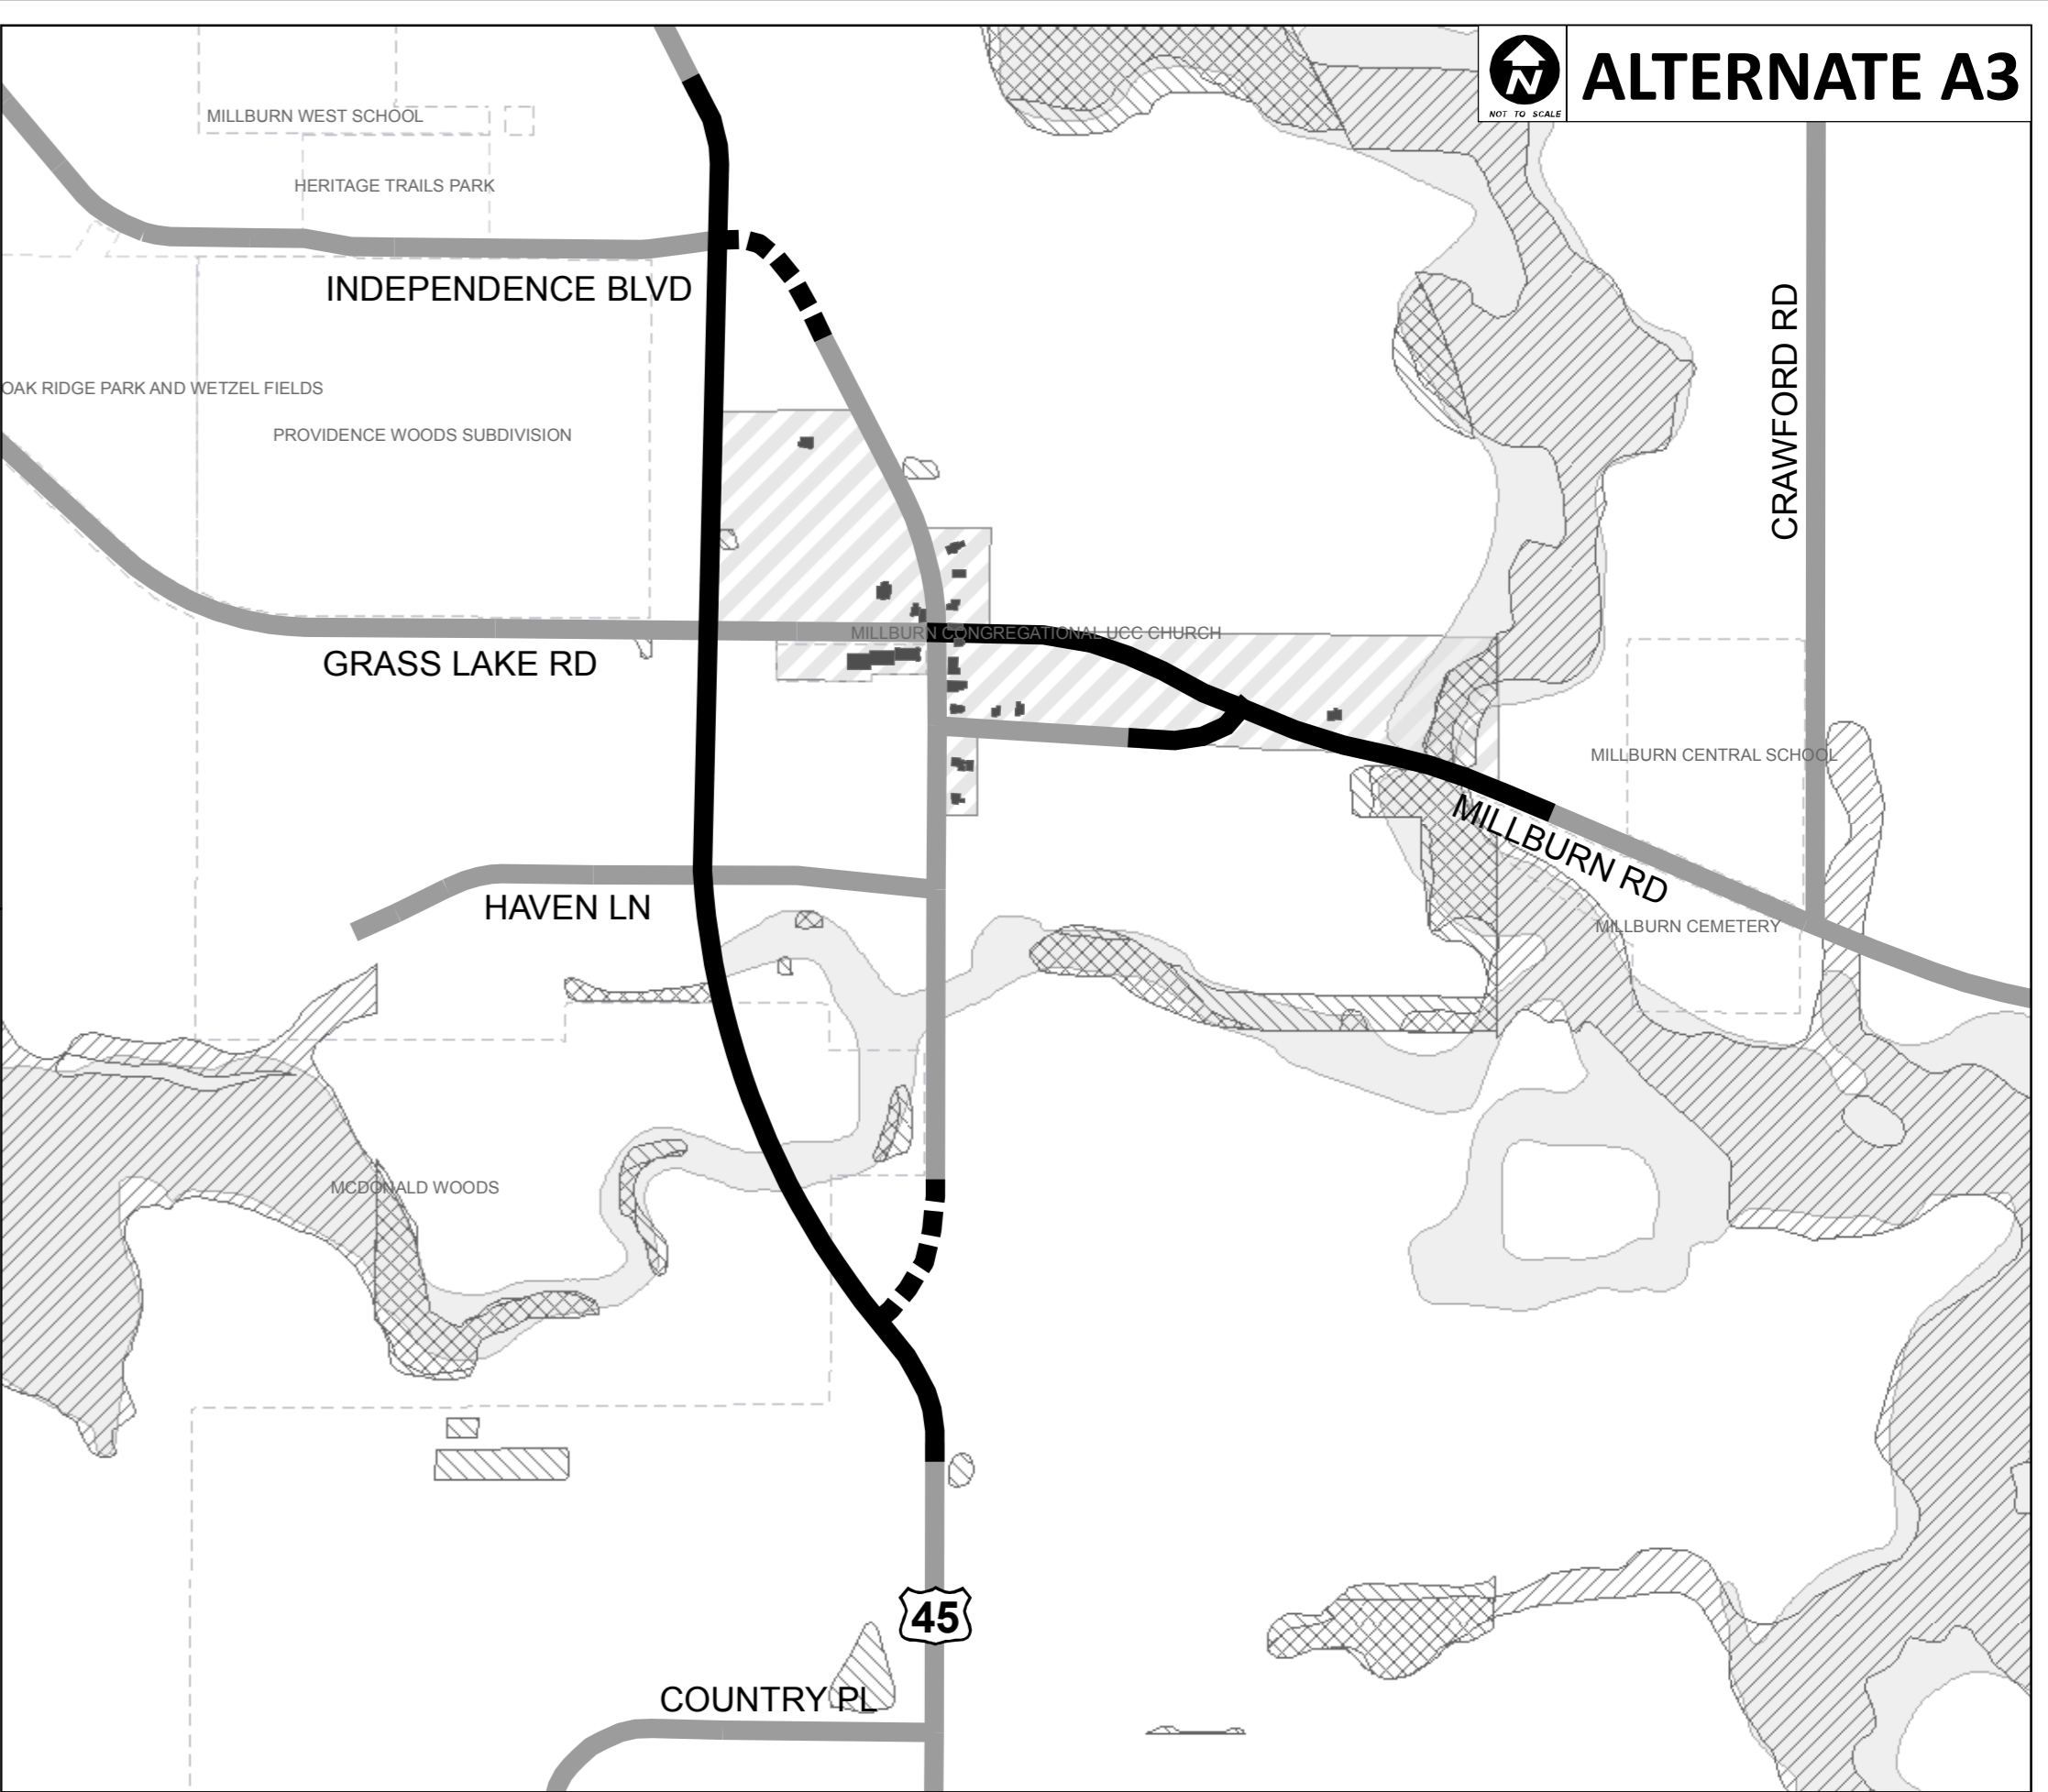 N
NOT TO SCALE
ALTERNATE A3
MILLBURN WEST SCHOOL
HERITAGE TRAILS PARK
INDEPENDENCE BLVD
CRAWFORD RD
OAK RIDGE PARK AND WETZEL FIELDS
PROVIDENCE WOODS SUBDIVISION
MILLBURN CONGREGATIONAL UCC CHURCH
GRASS LAKE RD
MILLBURN CENTRAL SCHOOL
MILLBURN RD
HAVEN LN
MILLBURN CEMETERY
MCDONALD WOODS
45
COUNTRY PL